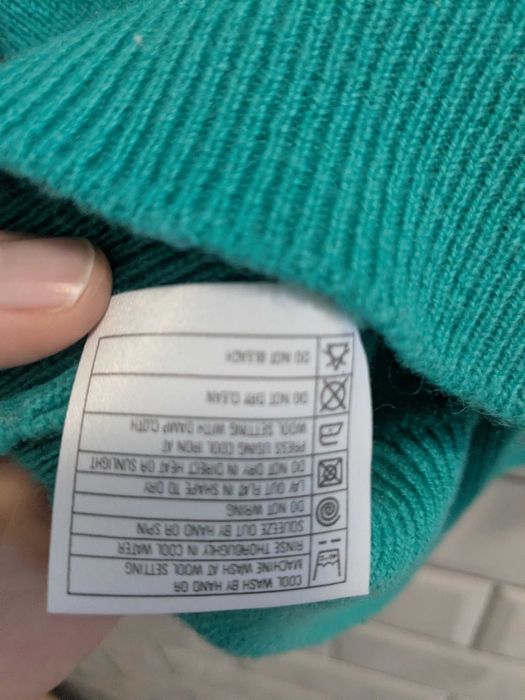 COOL WASH BY HAND OR
MACHINE WASH AT WOOL SETTING
RINSE THOROUGHLY IN COOL WATER
SQUEEZE OUT BY HAND OR SPIN
DO NOT WRING
LAY OUT FLAT IN SHAPE TO DRY
DO NOT DRY IN DIRECT HEAT OR SUNLIGHT
PRESS USING COOL IRON AT
WOOL SETTING WITH DAMP CLOTH
DO NOT DRY CLEAN
DO NOT BLEACH